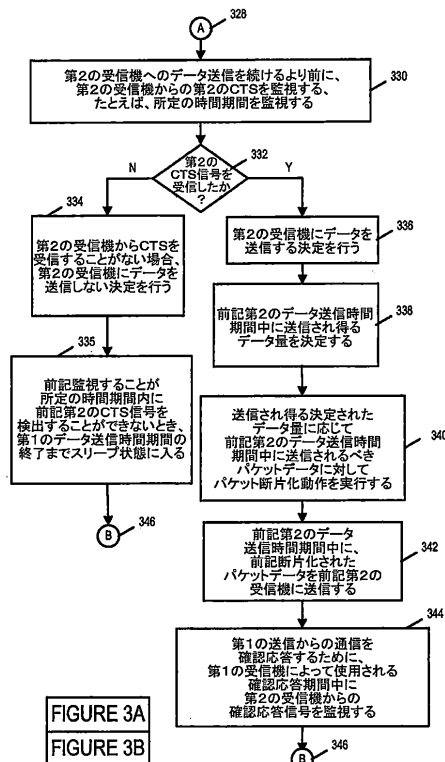 A
328
第2の受信機へのデータ送信を続けるより前に、
第2の受信機からの第2のCTSを監視する、
たとえば、所定の時間期間を監視する
330
第2の
CTS信号を
受信したか
?
332
N
Y
334
第2の受信機からCTSを
受信することがない場合、
第2の受信機にデータを
送信しない決定を行う
336
第2の受信機にデータを
送信する決定を行う
335
前記監視することが
所定の時間期間内に
前記第2のCTS信号を
検出することができないとき、
第1のデータ送信時間期間の
終了までスリープ状態に入る
338
前記第2のデータ送信時間
期間中に送信され得る
データ量を決定する
B
346
送信され得る決定された
データ量に応じて
前記第2のデータ送信時間
期間中に送信されるべき
パケットデータに対して
パケット断片化動作を実行する
340
前記第2のデータ
送信時間期間中に、
前記断片化された
パケットデータを前記第2の
受信機に送信する
342
344
第1の送信からの通信を
確認応答するために、
第1の受信機によって使用される
確認応答期間中に
第2の受信機からの
確認応答信号を監視する
B
346
FIGURE 3A
FIGURE 3B